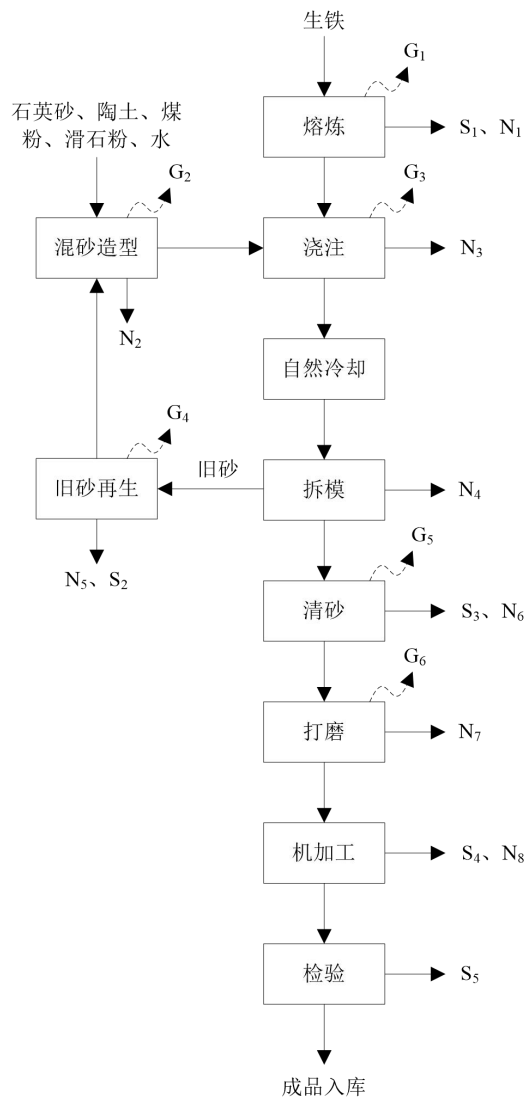 生铁
G₁
石英砂、陶土、煤
粉、滑石粉、水
熔炼
S₁、N₁
G₂
G₃
混砂造型
浇注
N₃
N₂
自然冷却
G₄
旧砂再生
旧砂
拆模
N₄
N₅、S₂
G₅
清砂
S₃、N₆
G₆
打磨
N₇
机加工
S₄、N₈
检验
S₅
成品入库